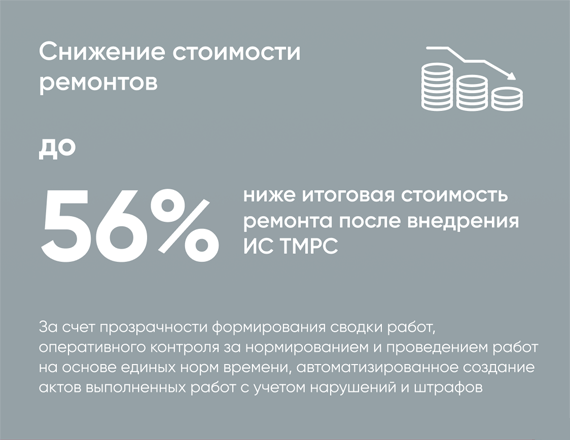 Снижение стоимости
ремонтов
до
56%
ниже итоговая стоимость
ремонта после внедрения
ИС ТМРС
За счет прозрачности формирования сводки работ,
оперативного контроля за нормированием и проведением работ
на основе единых норм времени, автоматизированное создание
актов выполненных работ с учетом нарушений и штрафов